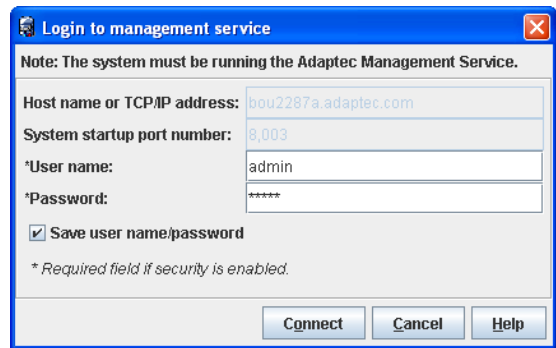 Login to management service
Note: The system must be running the Adaptec Management Service.
Host name or TCP/IP address: bou2287a.adaptec.com
System startup port number: 8,003
*User name: admin
*Password: *****
Save user name/password
* Required field if security is enabled.
Connect Cancel Help